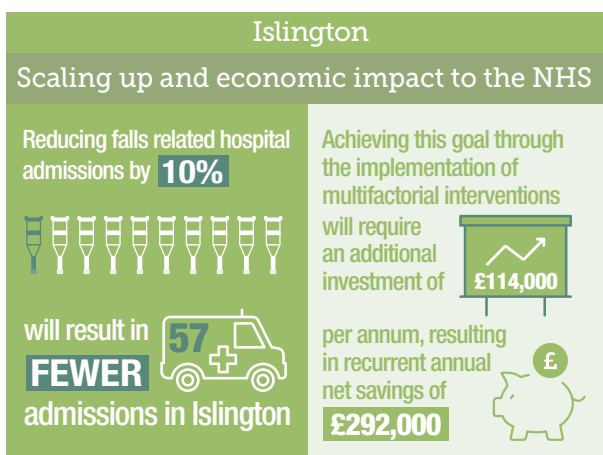 Islington
Scaling up and economic impact to the NHS
Reducing falls related hospital
admissions by 10%
will result in 57
FEWER
admissions in Islington
Achieving this goal through
the implementation of
multifactorial interventions
will require
an additional
investment of £114,000
per annum, resulting
in recurrent annual
net savings of
£292,000
£